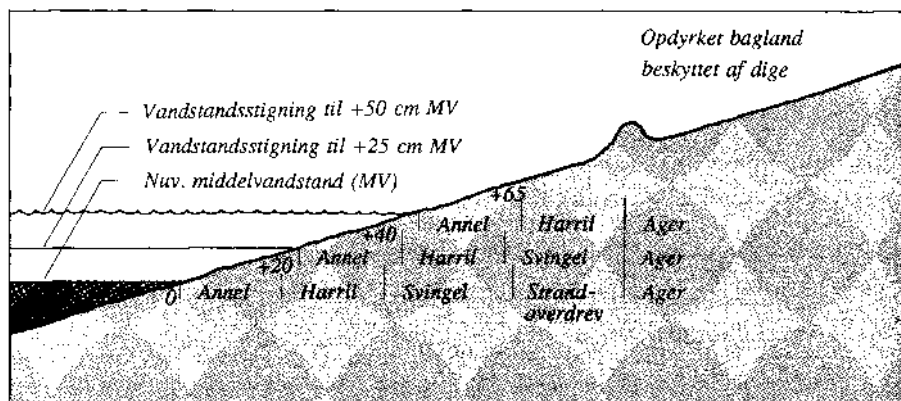 Opdyrket bagland
beskyttet af dige
Vandstandsstigning til +50 cm MV
Vandstandsstigning til +25 cm MV
Nuv. middelvandstand (MV)
+65
+40 Annel Harril Ager
+20 Annel Harril Svingel Ager
0 Annel Harril Svingel Strand- Ager
overdrev